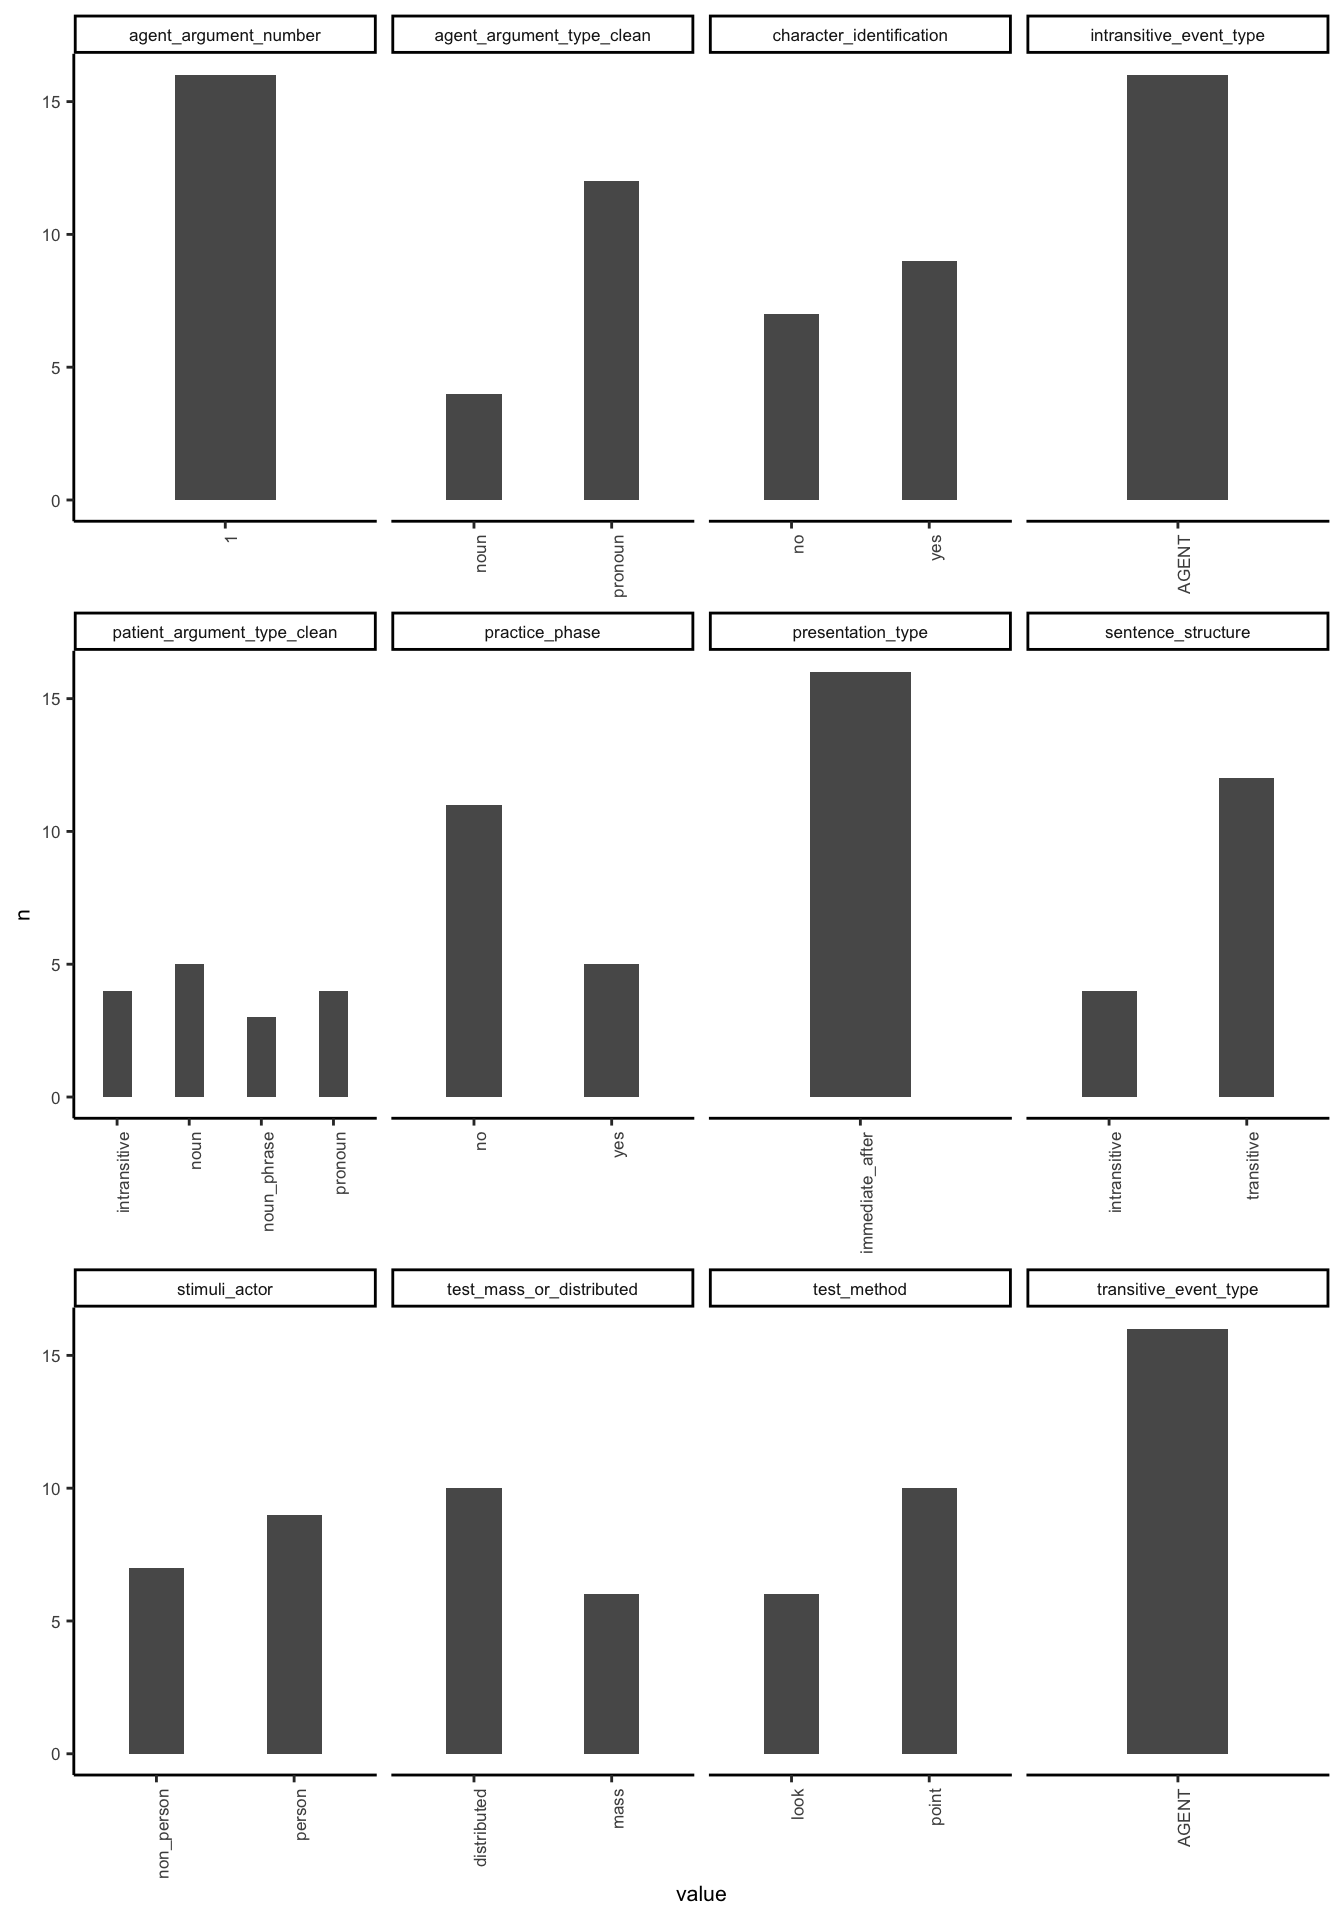 agent_argument_number
agent_argument_type_clean
character_identification
intransitive_event_type
15
10
5
0
1
noun
pronoun
no
yes
AGENT
patient_argument_type_clean
practice_phase
presentation_type
sentence_structure
n
15
10
5
0
intransitive
noun
noun_phrase
pronoun
no
yes
immediate_after
intransitive
transitive
stimuli_actor
test_mass_or_distributed
test_method
transitive_event_type
15
10
5
0
non_person
person
distributed
mass
look
point
AGENT
value